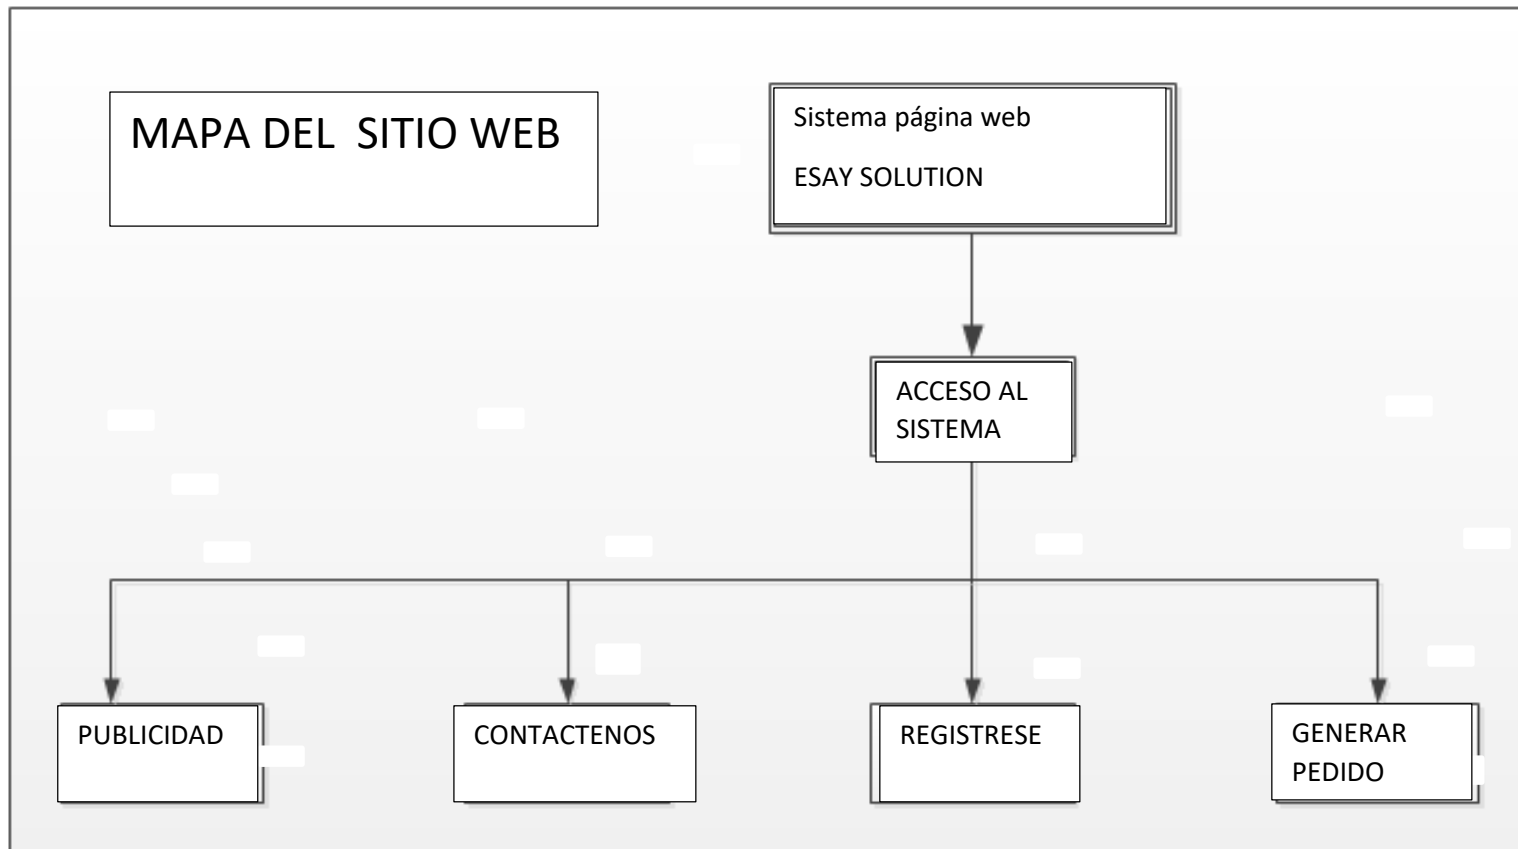 MAPA DEL SITIO WEB
Sistema página web
ESAY SOLUTION
ACCESO AL
SISTEMA
PUBLICIDAD
CONTACTENOS
REGISTRESE
GENERAR
PEDIDO